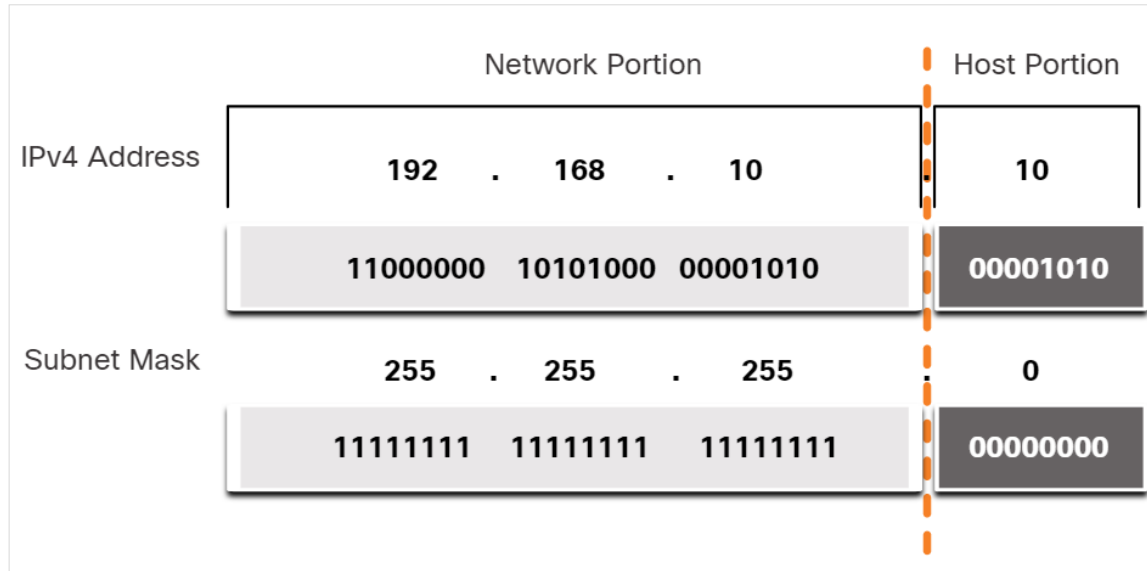 Network Portion Host Portion
IPv4 Address 192 . 168 . 10 . 10
11000000 10101000 00001010 00001010
Subnet Mask 255 . 255 . 255 . 0
11111111 11111111 11111111 00000000